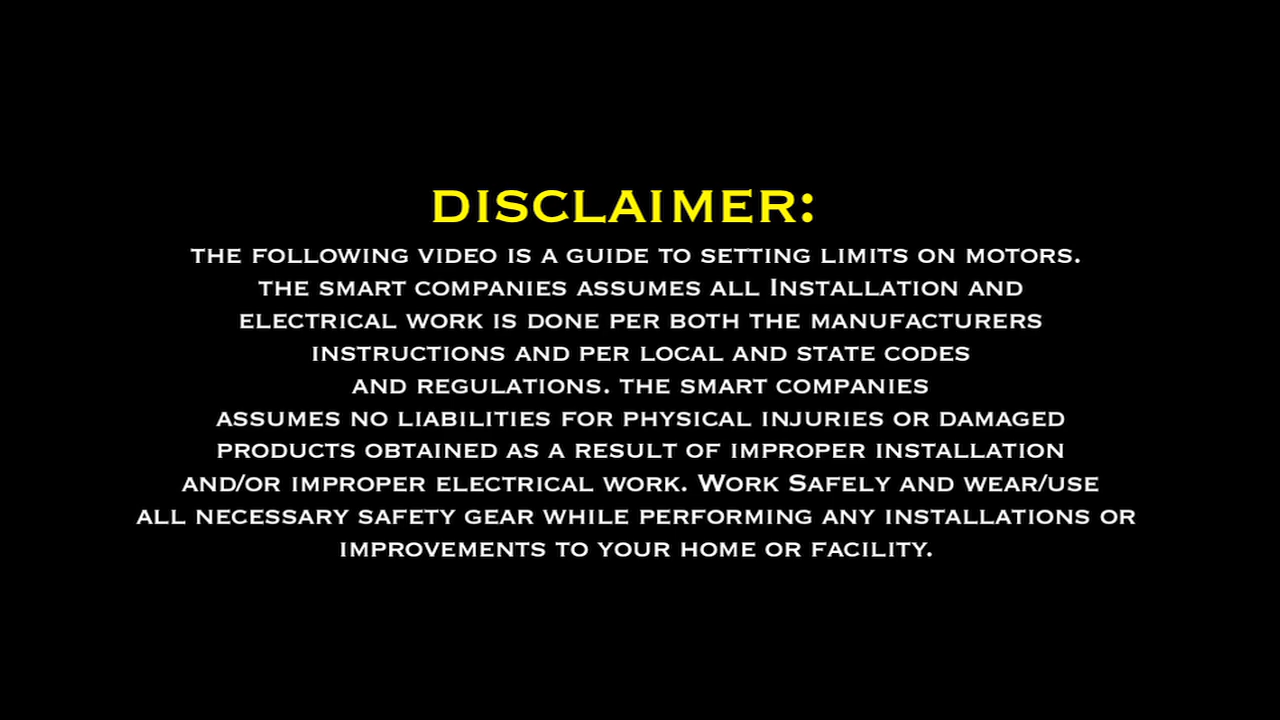 DISCLAIMER:
THE FOLLOWING VIDEO IS A GUIDE TO SETTING LIMITS ON MOTORS.
THE SMART COMPANIES ASSUMES ALL INSTALLATION AND
ELECTRICAL WORK IS DONE PER BOTH THE MANUFACTURERS
INSTRUCTIONS AND PER LOCAL AND STATE CODES
AND REGULATIONS. THE SMART COMPANIES
ASSUMES NO LIABILITIES FOR PHYSICAL INJURIES OR DAMAGED
PRODUCTS OBTAINED AS A RESULT OF IMPROPER INSTALLATION
AND/OR IMPROPER ELECTRICAL WORK. WORK SAFELY AND WEAR/USE
ALL NECESSARY SAFETY GEAR WHILE PERFORMING ANY INSTALLATIONS OR
IMPROVEMENTS TO YOUR HOME OR FACILITY.